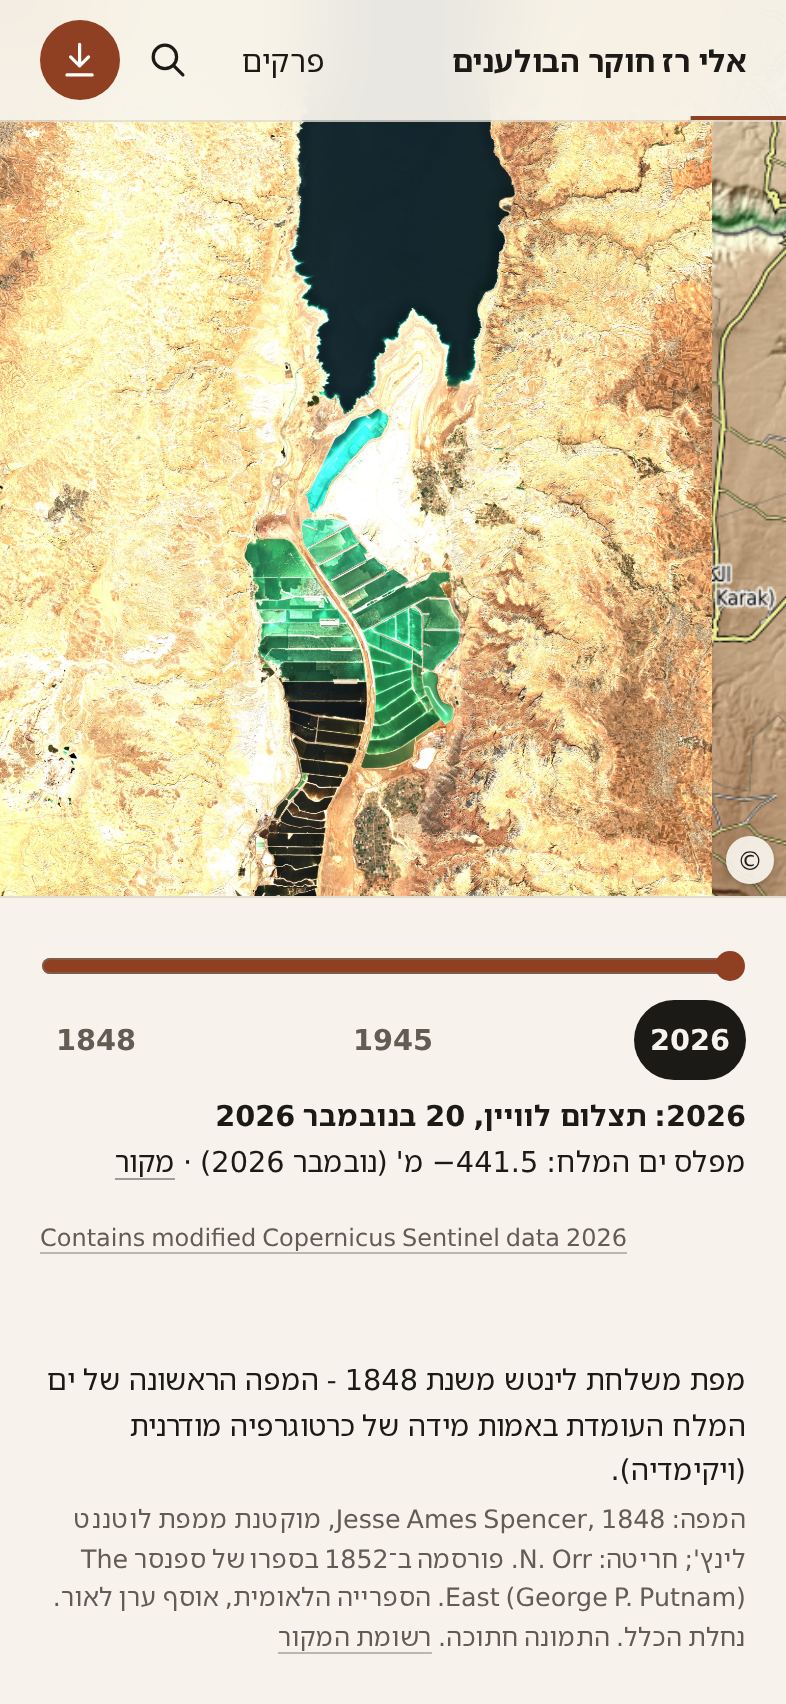 אלי רז חוקר הבולענים
פרקים
Karak)
©
1848 1945 2026
2026: תצלום לוויין, 20 בנובמבר 2026
מפלס ים המלח: 441.5− מ' (נובמבר 2026) · מקור
Contains modified Copernicus Sentinel data 2026
מפת משלחת לינטש משנת 1848 - המפה הראשונה של ים
המלח העומדת באמות מידה של כרטוגרפיה מודרנית
(ויקימדיה).
המפה: Jesse Ames Spencer, 1848, מוקטנת ממפת לוטננט
לינץ'; חריטה: N. Orr. פורסמה ב־1852 בספרו של ספנסר The
East (George P. Putnam). הספרייה הלאומית, אוסף ערן לאור.
נחלת הכלל. התמונה חתוכה. רשומת המקור